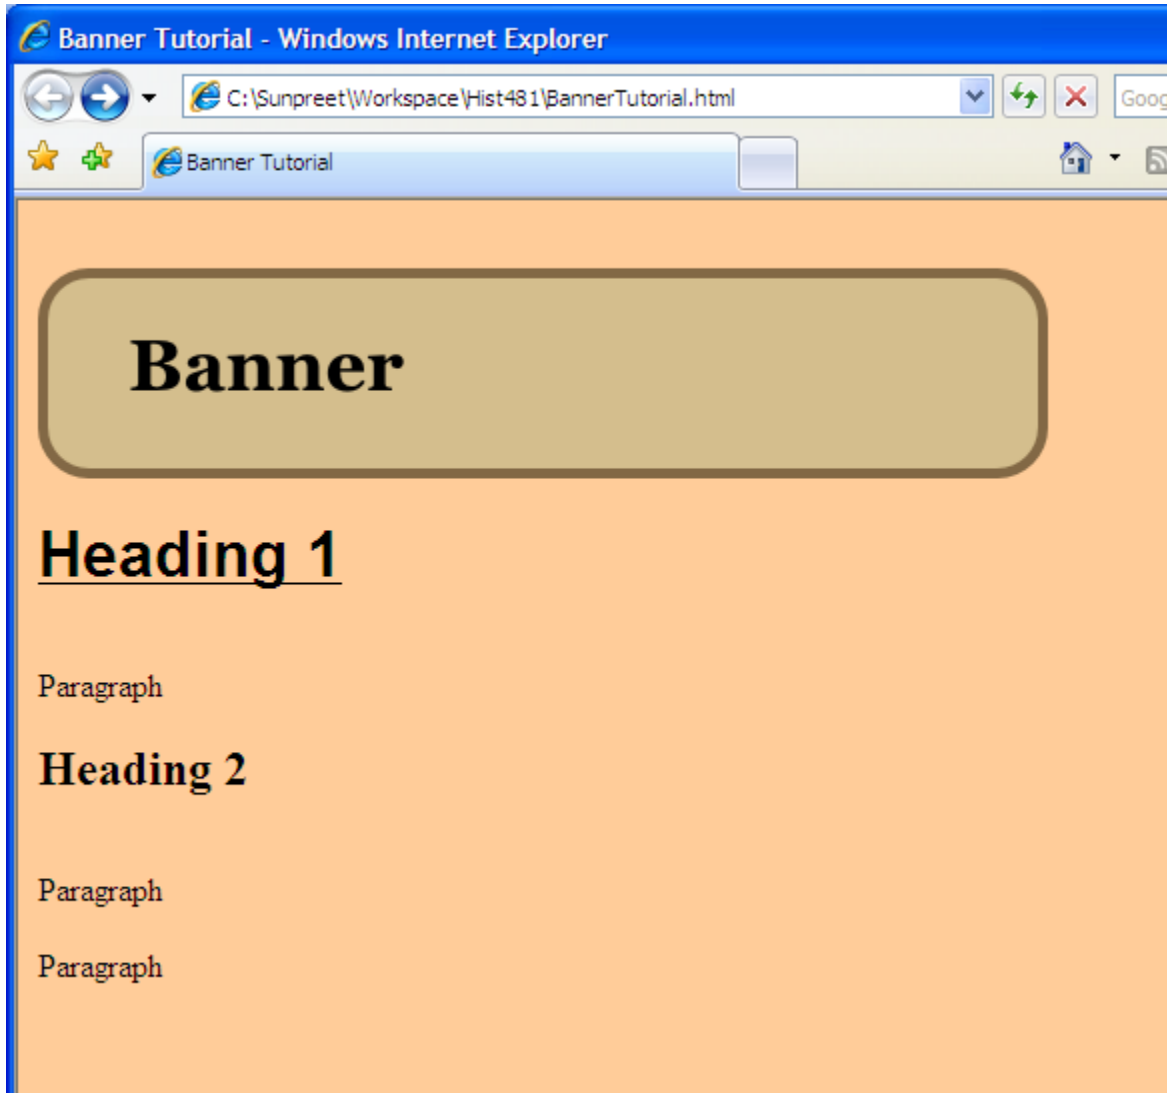 Banner Tutorial - Windows Internet Explorer
C:\Sunpreet\Workspace\Hist481\BannerTutorial.html
Goog
Banner Tutorial
Banner
Heading 1
Paragraph
Heading 2
Paragraph
Paragraph